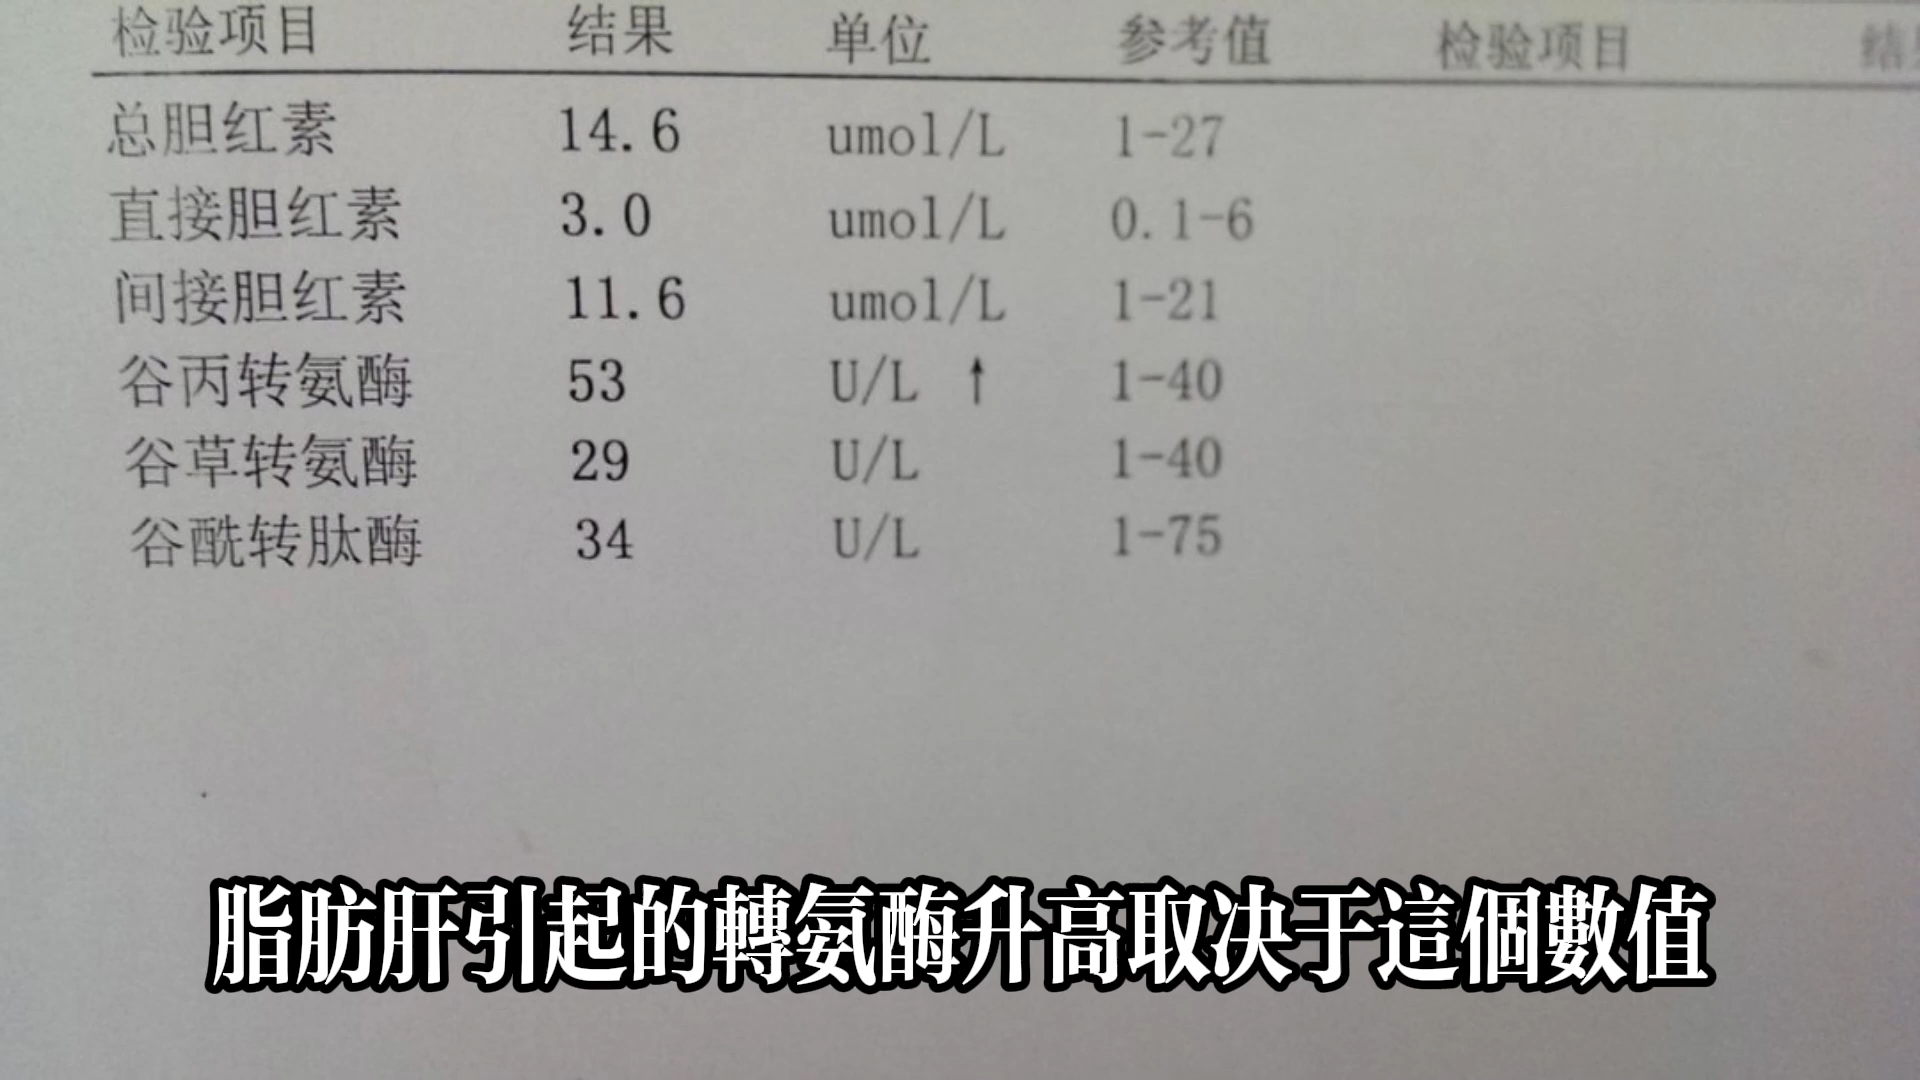 检验项目 结果 单位 参考值 检验项目 结
总胆红素 14.6 umol/L 1-27
直接胆红素 3.0 umol/L 0.1-6
间接胆红素 11.6 umol/L 1-21
谷丙转氨酶 53 U/L ↑ 1-40
谷草转氨酶 29 U/L 1-40
谷酰转肽酶 34 U/L 1-75
脂肪肝引起的轉氨酶升高取决于這個數值